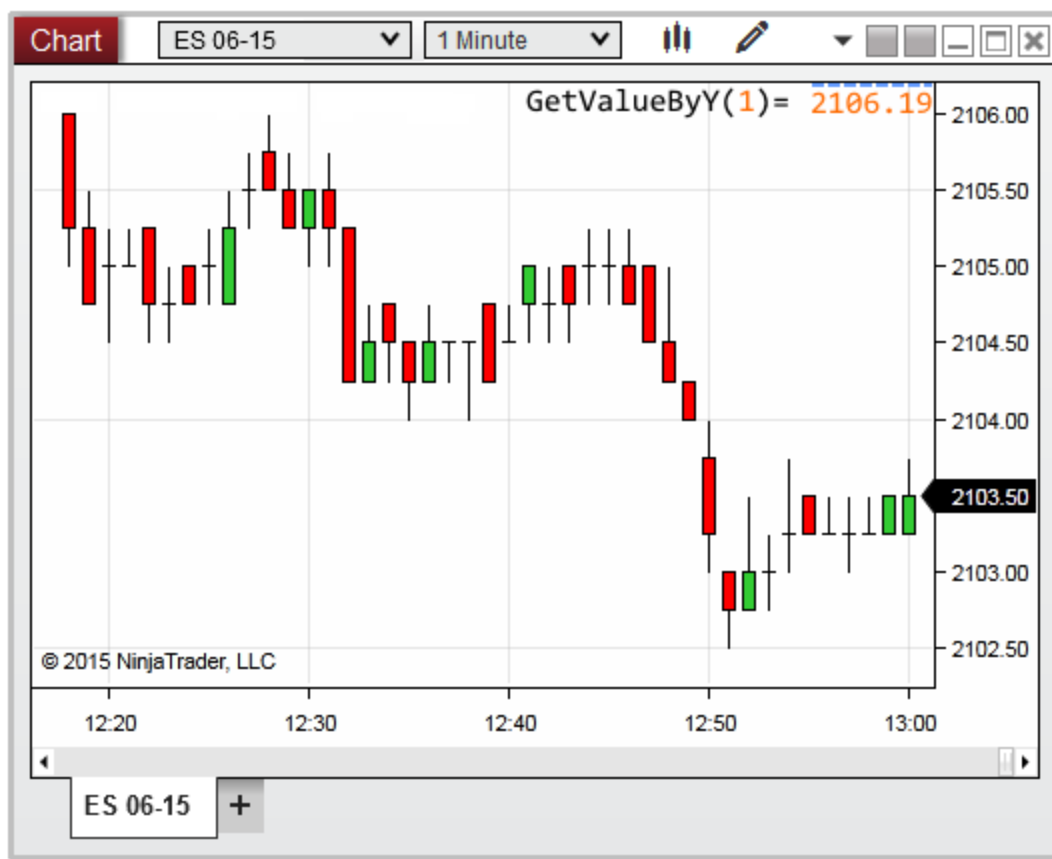 Chart ES 06-15 1 Minute
GetValueByY(1)= 2106.19
2106.00
2105.50
2105.00
2104.50
2104.00
2103.50
2103.00
2102.50
© 2015 NinjaTrader, LLC
12:20 12:30 12:40 12:50 13:00
ES 06-15 +